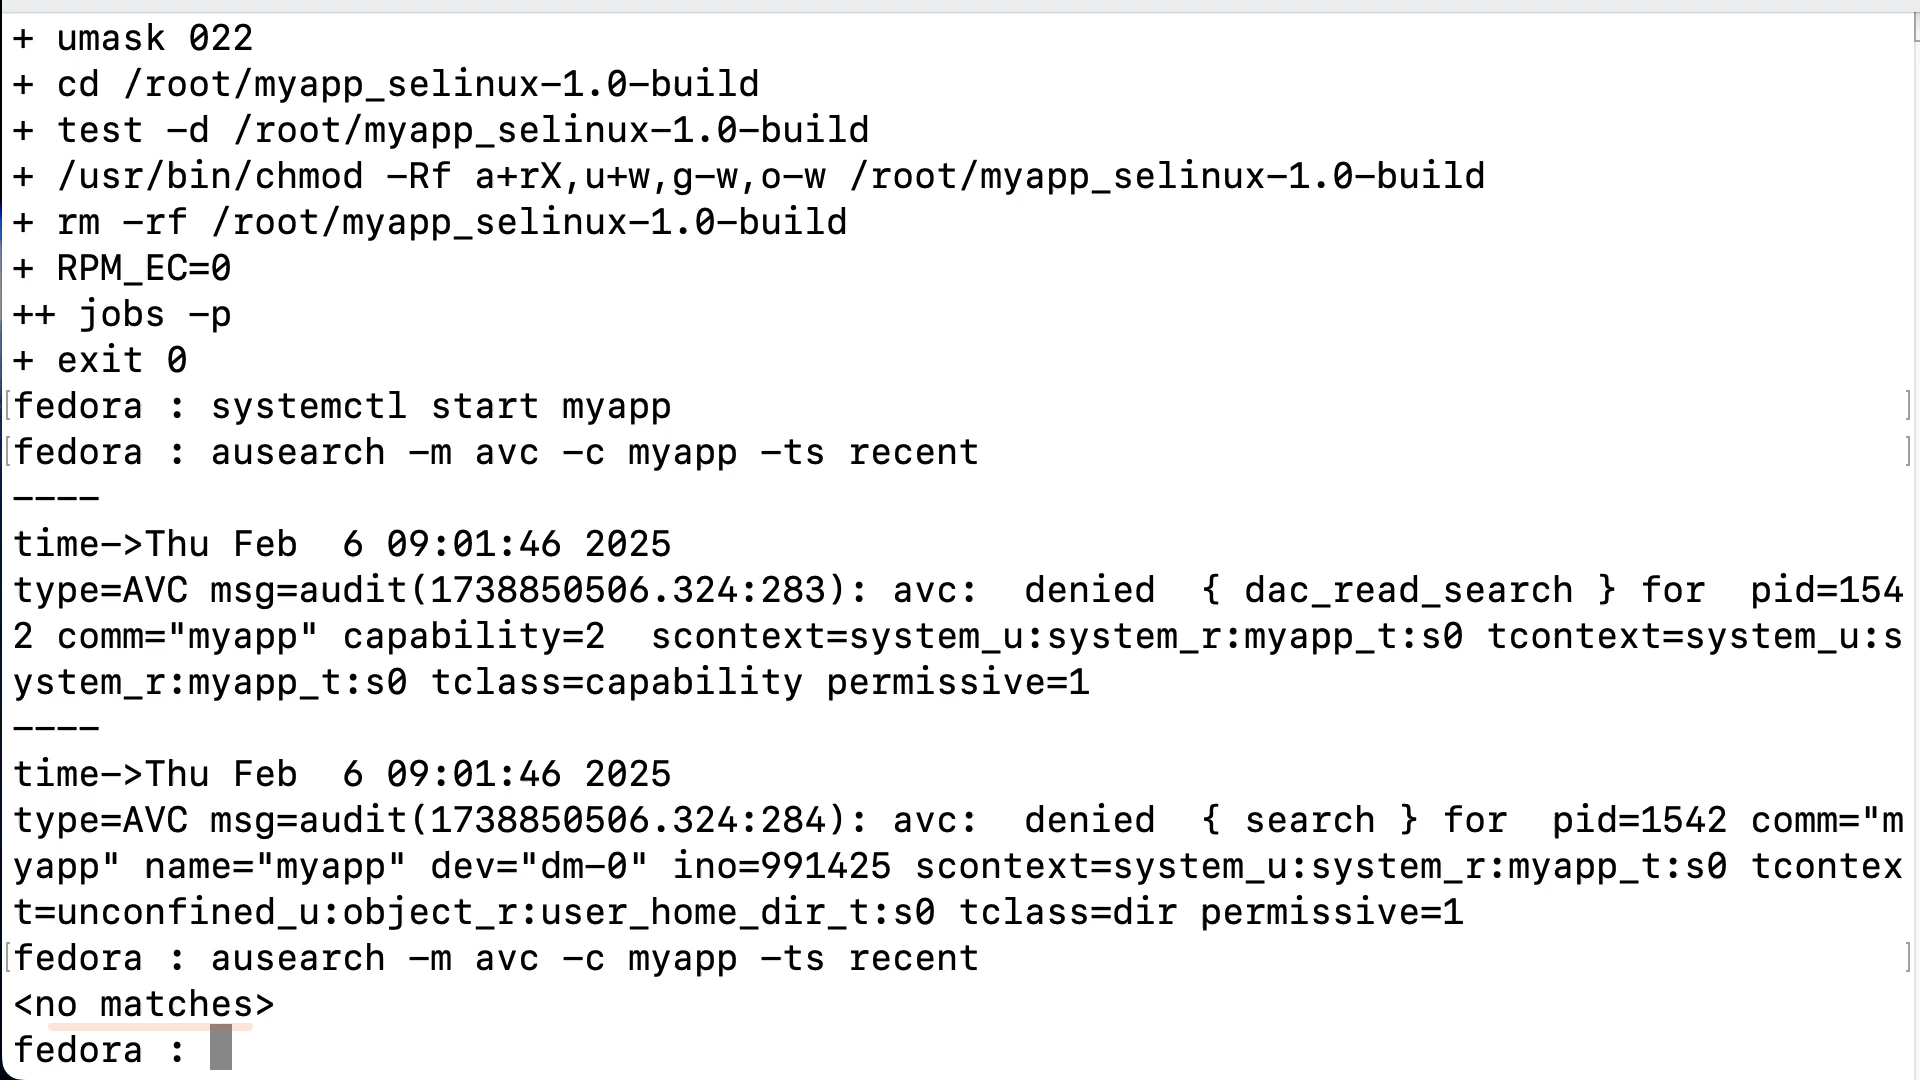 + umask 022
+ cd /root/myapp_selinux-1.0-build
+ test -d /root/myapp_selinux-1.0-build
+ /usr/bin/chmod -Rf a+rX,u+w,g-w,o-w /root/myapp_selinux-1.0-build
+ rm -rf /root/myapp_selinux-1.0-build
+ RPM_EC=0
++ jobs -p
+ exit 0
[fedora : systemctl start myapp ]
[fedora : ausearch -m avc -c myapp -ts recent ]
----
time->Thu Feb  6 09:01:46 2025
type=AVC msg=audit(1738850506.324:283): avc:  denied  { dac_read_search } for  pid=154
2 comm="myapp" capability=2  scontext=system_u:system_r:myapp_t:s0 tcontext=system_u:s
ystem_r:myapp_t:s0 tclass=capability permissive=1
----
time->Thu Feb  6 09:01:46 2025
type=AVC msg=audit(1738850506.324:284): avc:  denied  { search } for  pid=1542 comm="m
yapp" name="myapp" dev="dm-0" ino=991425 scontext=system_u:system_r:myapp_t:s0 tcontex
t=unconfined_u:object_r:user_home_dir_t:s0 tclass=dir permissive=1
[fedora : ausearch -m avc -c myapp -ts recent ]
<no matches>
fedora :